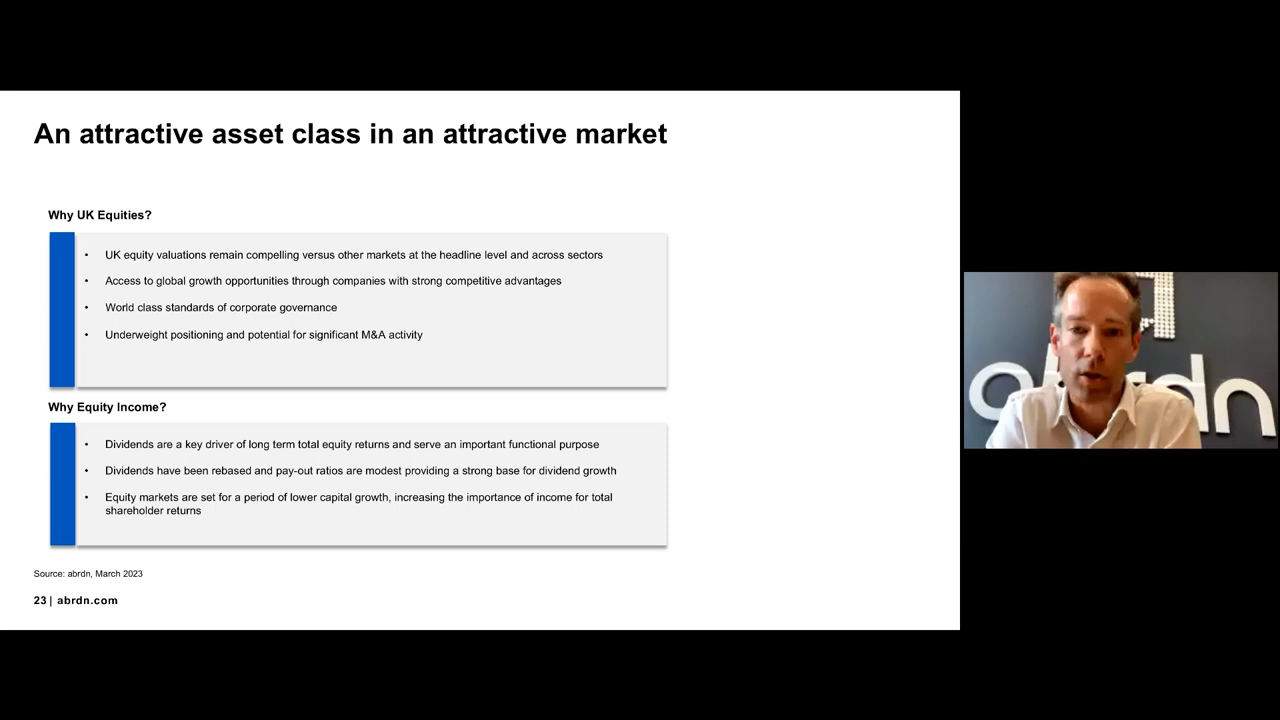 An attractive asset class in an attractive market
Why UK Equities?
• UK equity valuations remain compelling versus other markets at the headline level and across sectors
• Access to global growth opportunities through companies with strong competitive advantages
• World class standards of corporate governance
• Underweight positioning and potential for significant M&A activity
Why Equity Income?
• Dividends are a key driver of long term total equity returns and serve an important functional purpose
• Dividends have been rebased and pay-out ratios are modest providing a strong base for dividend growth
• Equity markets are set for a period of lower capital growth, increasing the importance of income for total
shareholder returns
Source: abrdn, March 2023
23 | abrdn.com
abrdn